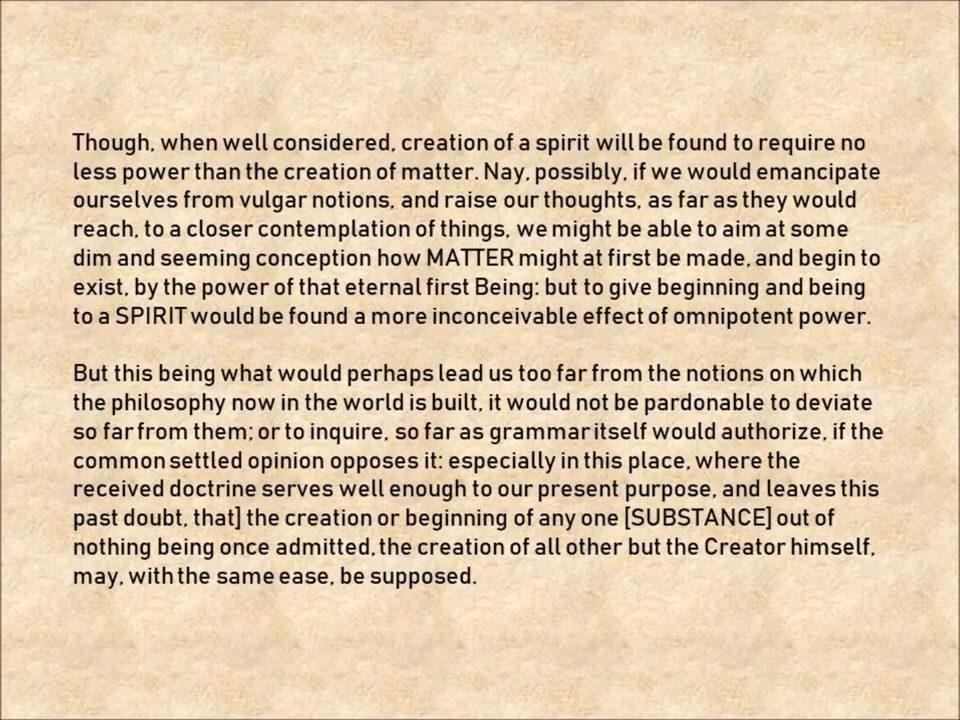 Though, when well considered, creation of a spirit will be found to require no
less power than the creation of matter. Nay, possibly, if we would emancipate
ourselves from vulgar notions, and raise our thoughts, as far as they would
reach, to a closer contemplation of things, we might be able to aim at some
dim and seeming conception how MATTER might at first be made, and begin to
exist, by the power of that eternal first Being: but to give beginning and being
to a SPIRIT would be found a more inconceivable effect of omnipotent power.

But this being what would perhaps lead us too far from the notions on which
the philosophy now in the world is built, it would not be pardonable to deviate
so far from them; or to inquire, so far as grammar itself would authorize, if the
common settled opinion opposes it: especially in this place, where the
received doctrine serves well enough to our present purpose, and leaves this
past doubt, that] the creation or beginning of any one [SUBSTANCE] out of
nothing being once admitted, the creation of all other but the Creator himself,
may, with the same ease, be supposed.